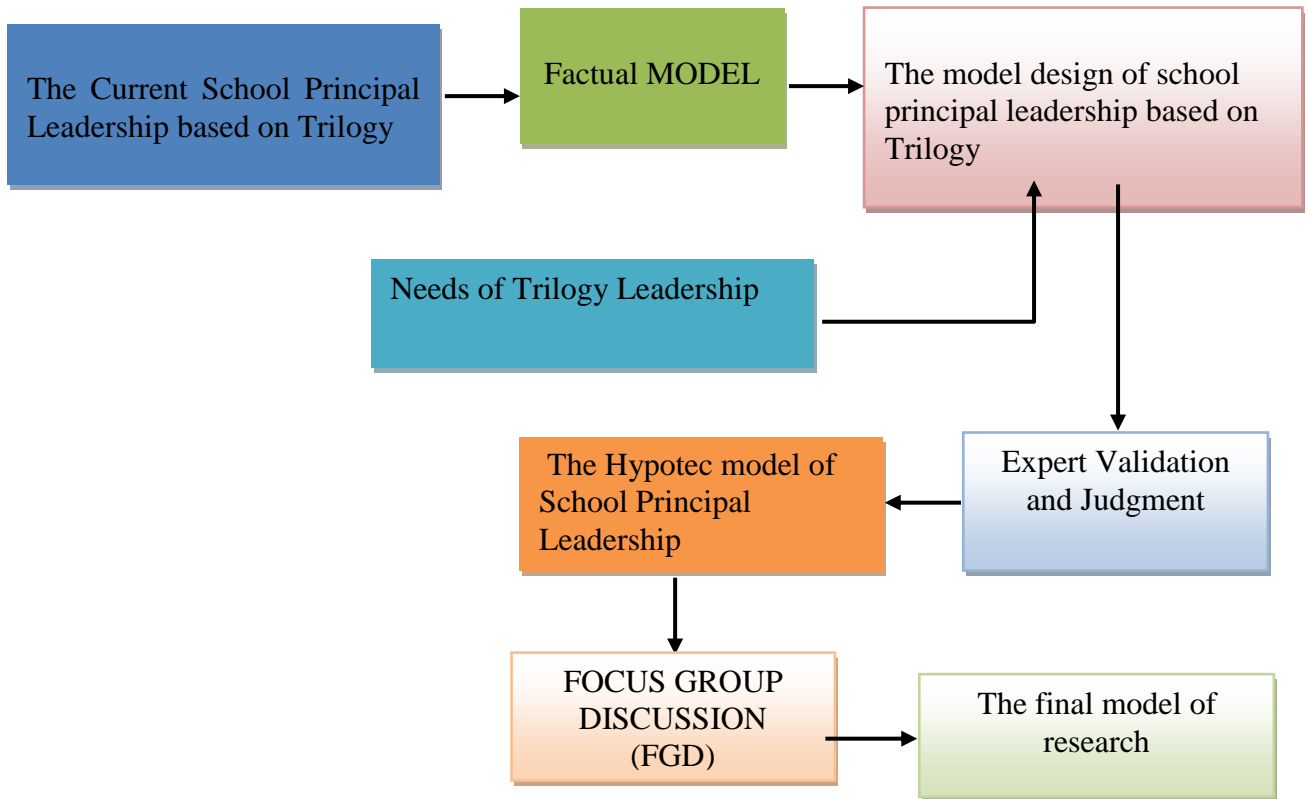 The Current School Principal
Leadership based on Trilogy
Factual MODEL
The model design of school
principal leadership based on
Trilogy
Needs of Trilogy Leadership
Expert Validation
and Judgment
The Hypotec model of
School Principal
Leadership
FOCUS GROUP
DISCUSSION
(FGD)
The final model of
research